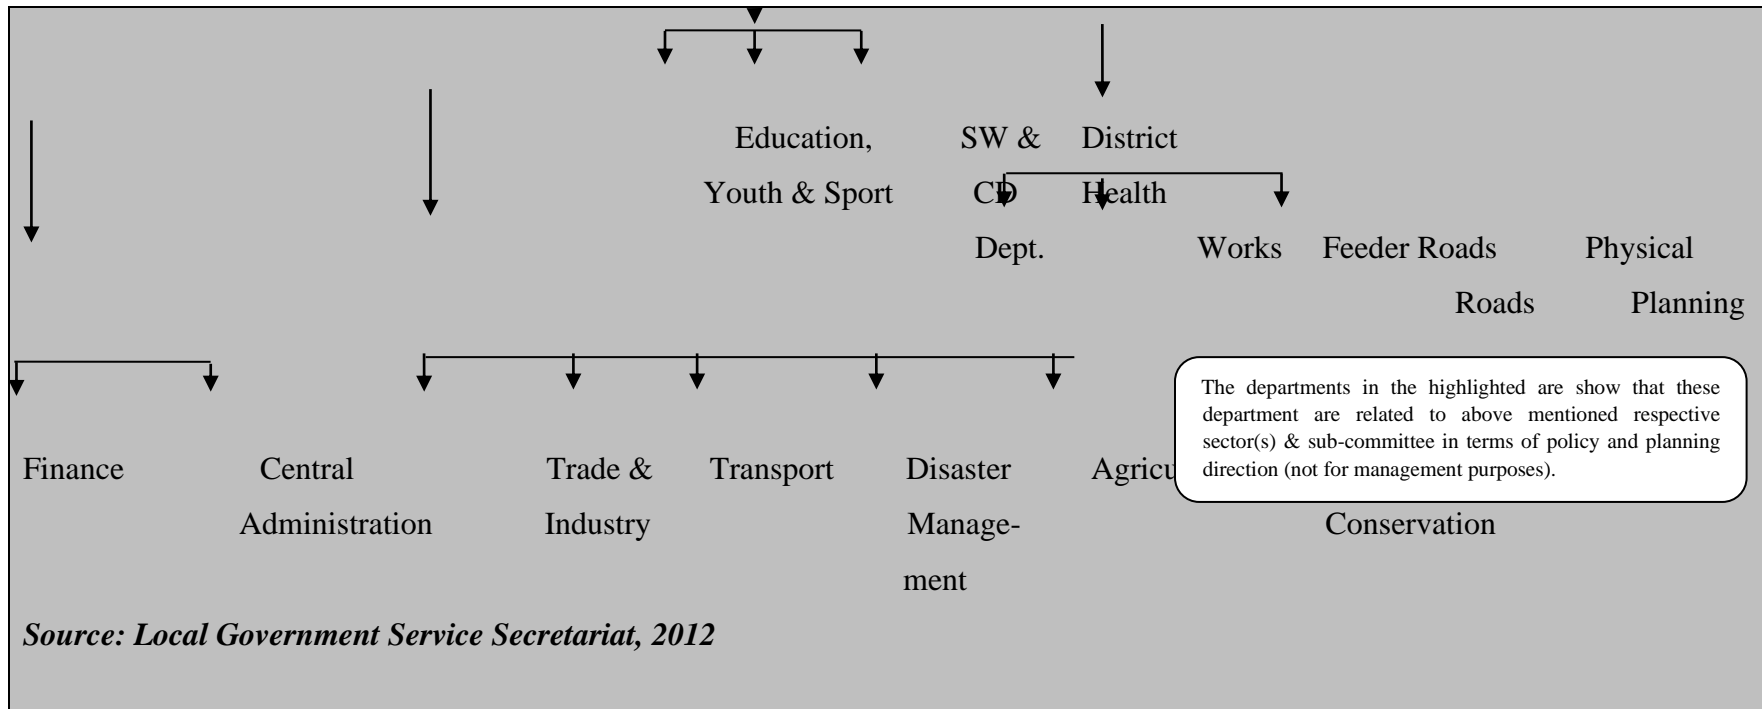 Education, SW & District
Youth & Sport CD Health
Dept. Works Feeder Roads Physical
Roads Planning
The departments in the highlighted are show that these
department are related to above mentioned respective
sector(s) & sub-committee in terms of policy and planning
direction (not for management purposes).
Finance Central Trade & Transport Disaster
Administration Industry Manage- Conservation
ment
Source: Local Government Service Secretariat, 2012